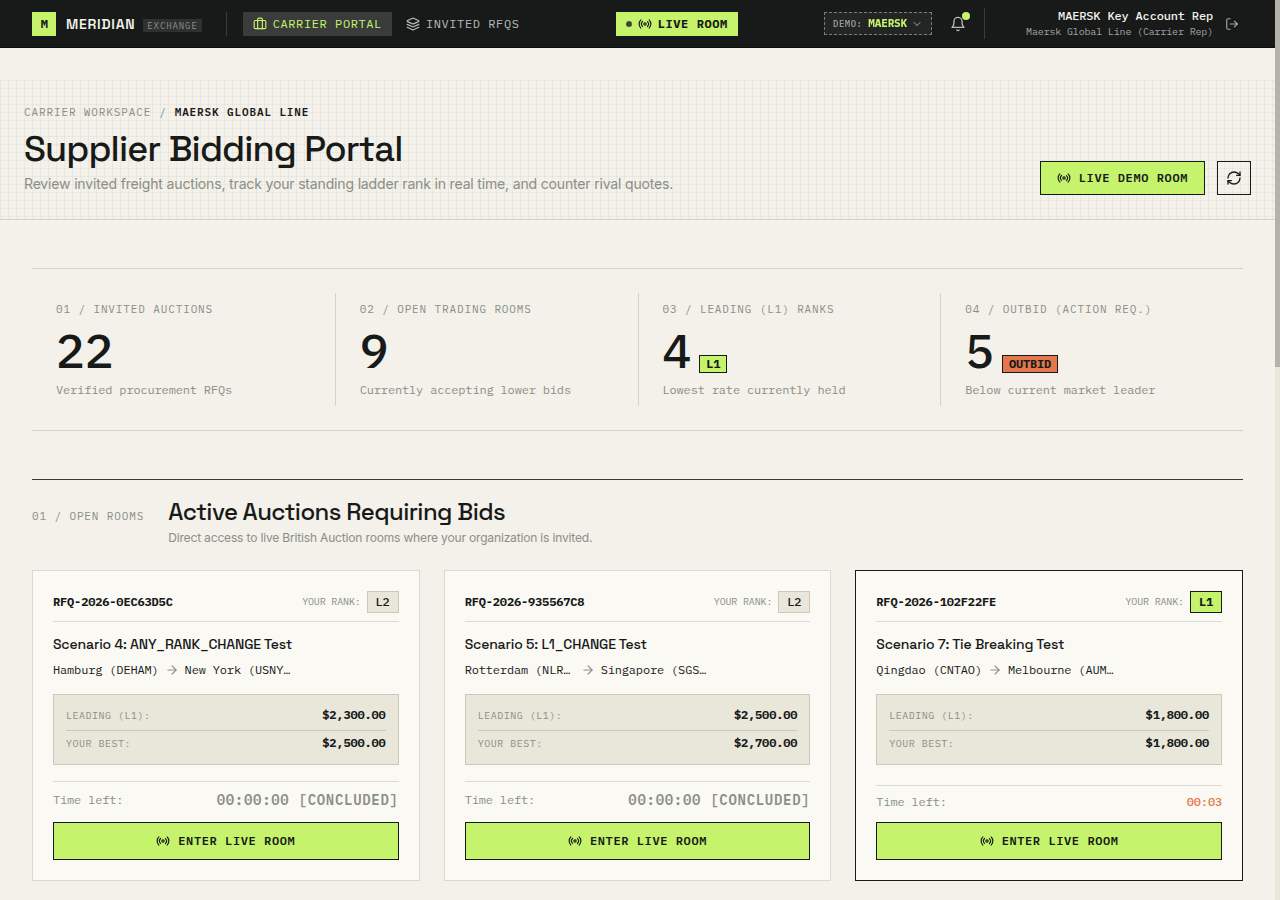 M MERIDIAN EXCHANGE CARRIER PORTAL INVITED RFQS LIVE ROOM DEMO: MAERSK MAERSK Key Account Rep
Maersk Global Line (Carrier Rep)
CARRIER WORKSPACE / MAERSK GLOBAL LINE
Supplier Bidding Portal
Review invited freight auctions, track your standing ladder rank in real time, and counter rival quotes.
LIVE DEMO ROOM
01 / INVITED AUCTIONS
22
Verified procurement RFQs
02 / OPEN TRADING ROOMS
9
Currently accepting lower bids
03 / LEADING (L1) RANKS
4 L1
Lowest rate currently held
04 / OUTBID (ACTION REQ.)
5 OUTBID
Below current market leader
01 / OPEN ROOMS
Active Auctions Requiring Bids
Direct access to live British Auction rooms where your organization is invited.
RFQ-2026-0EC63D5C YOUR RANK: L2
Scenario 4: ANY_RANK_CHANGE Test
Hamburg (DEHAM) → New York (USNY…
LEADING (L1): $2,300.00
YOUR BEST: $2,500.00
Time left: 00:00:00 [CONCLUDED]
ENTER LIVE ROOM
RFQ-2026-935567C8 YOUR RANK: L2
Scenario 5: L1_CHANGE Test
Rotterdam (NLR… → Singapore (SGS…
LEADING (L1): $2,500.00
YOUR BEST: $2,700.00
Time left: 00:00:00 [CONCLUDED]
ENTER LIVE ROOM
RFQ-2026-102F22FE YOUR RANK: L1
Scenario 7: Tie Breaking Test
Qingdao (CNTAO) → Melbourne (AUM…
LEADING (L1): $1,800.00
YOUR BEST: $1,800.00
Time left: 00:03
ENTER LIVE ROOM